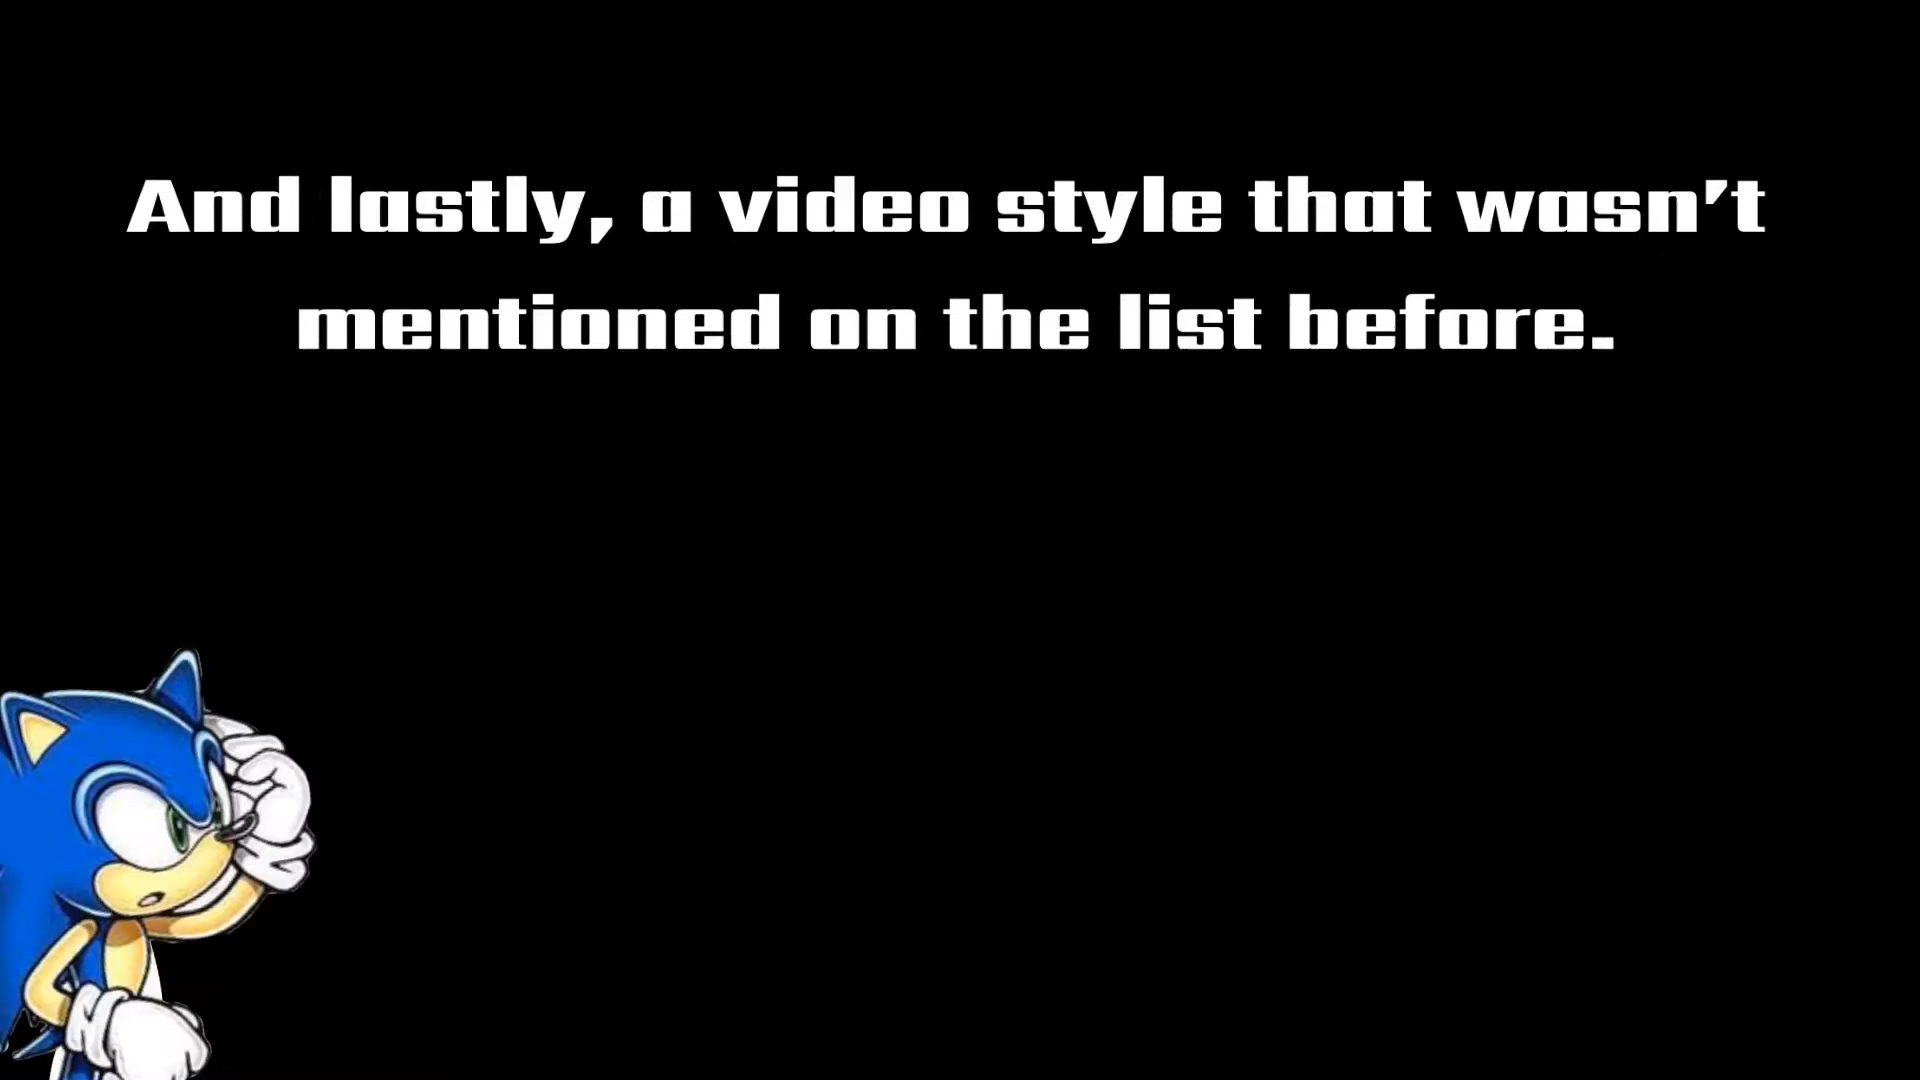 And lastly, a video style that wasn't
mentioned on the list before.